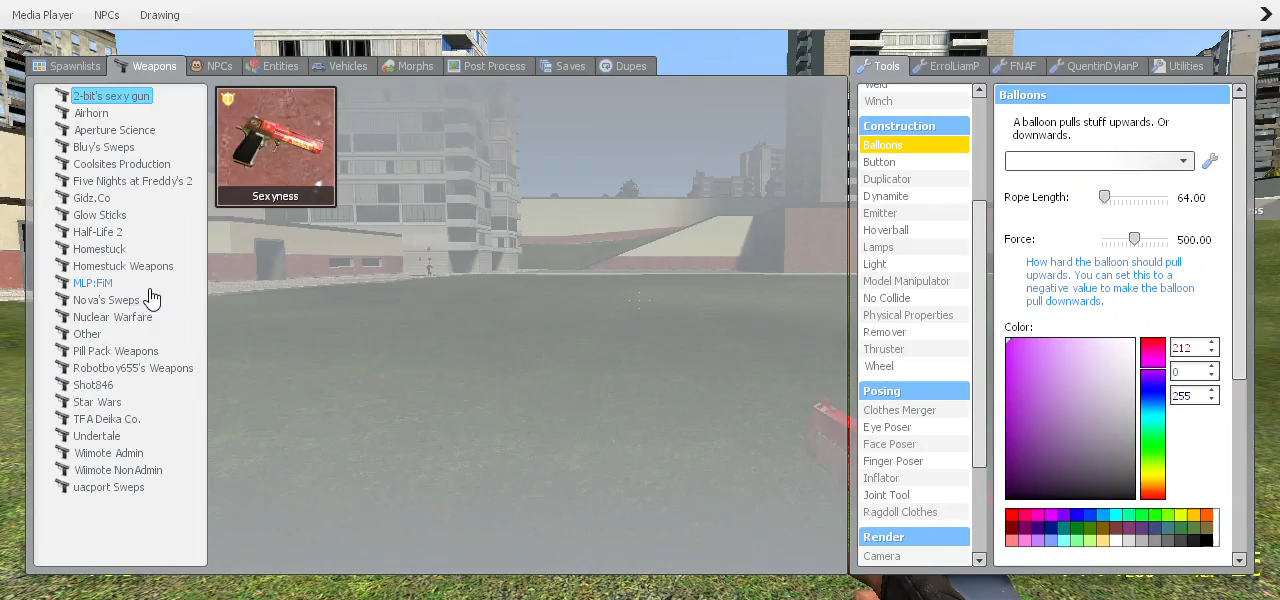 Media Player NPCs Drawing
Spawnlists Weapons NPCs Entities Vehicles Morphs Post Process Saves Dupes
2-bit's sexy gun
Airhorn
Aperture Science
Bluy's Sweps
Coolsites Production
Five Nights at Freddy's 2
Gidz.Co
Glow Sticks
Half-Life 2
Homestuck
Homestuck Weapons
MLP:FiM
Nova's Sweps
Nuclear Warfare
Other
Pill Pack Weapons
Robotboy655's Weapons
Shot846
Star Wars
TFA Deika Co.
Undertale
Wiimote Admin
Wiimote NonAdmin
uacport Sweps
Sexyness
Tools ErrolLiamP FNAF QuentinDylanP Utilities
Weld
Winch
Construction
Balloons
Button
Duplicator
Dynamite
Emitter
Hoverball
Lamps
Light
Model Manipulator
No Collide
Physical Properties
Remover
Thruster
Wheel
Posing
Clothes Merger
Eye Poser
Face Poser
Finger Poser
Inflator
Joint Tool
Ragdoll Clothes
Render
Camera
Balloons
A balloon pulls stuff upwards. Or
downwards.
Rope Length: 64.00
Force: 500.00
How hard the balloon should pull
upwards. You can set this to a
negative value to make the balloon
pull downwards.
Color:
212
0
255